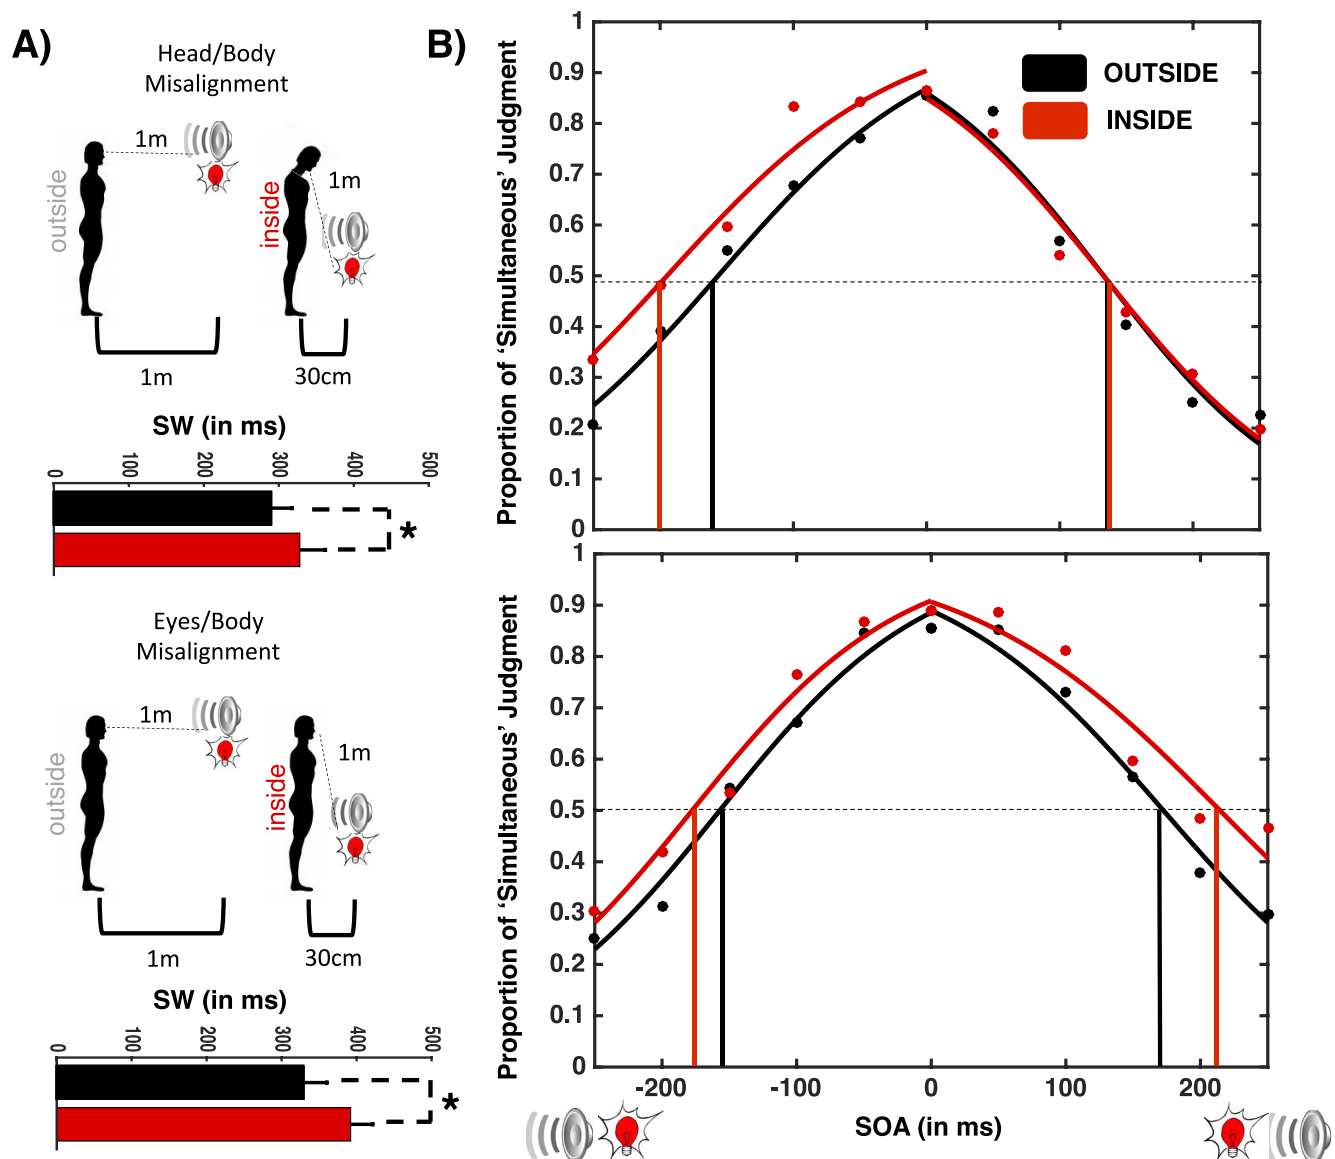 A)
Head/Body
Misalignment
1m
outside
inside
1m
1m
30cm
SW (in ms)
0 100 200 300 400 500
*
Eyes/Body
Misalignment
1m
outside
inside
1m
1m
30cm
SW (in ms)
0 100 200 300 400 500
*
B)
Proportion of 'Simultaneous' Judgment
1
0.9
0.8
0.7
0.6
0.5
0.4
0.3
0.2
0.1
0
OUTSIDE
INSIDE
Proportion of 'Simultaneous' Judgment
1
0.9
0.8
0.7
0.6
0.5
0.4
0.3
0.2
0.1
0
-200 -100 0 100 200
SOA (in ms)